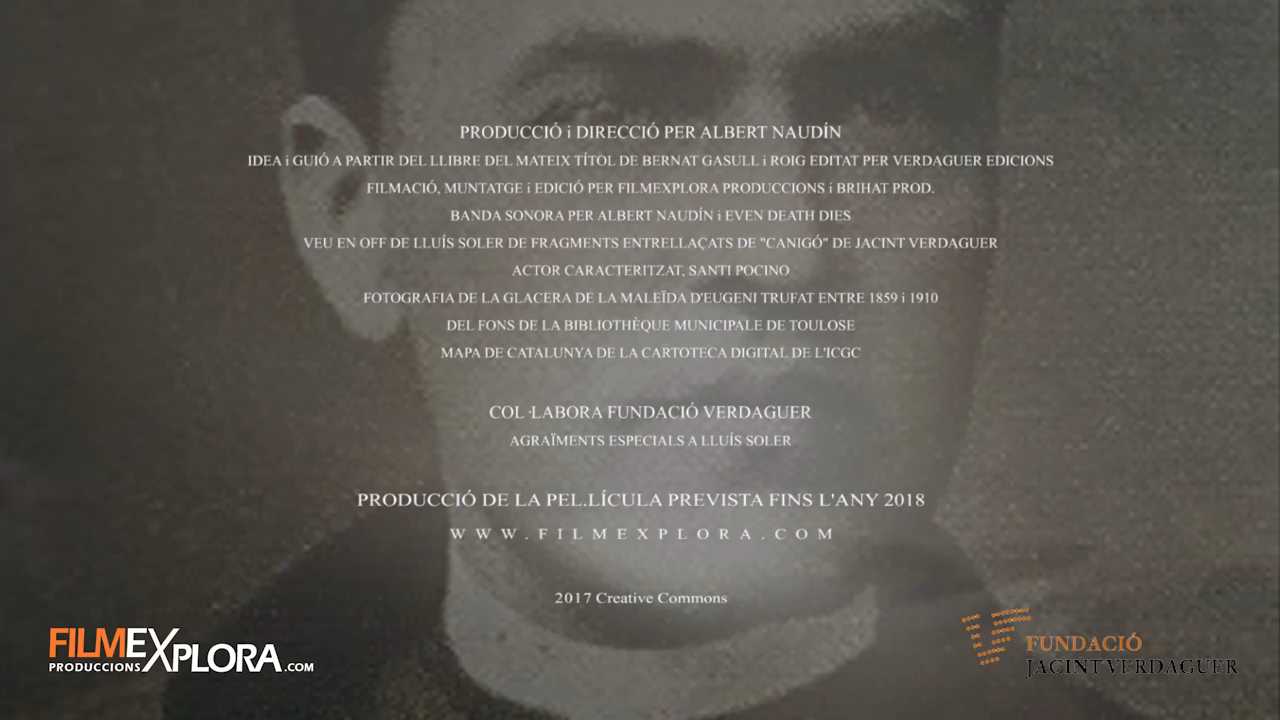 PRODUCCIÓ i DIRECCIÓ PER ALBERT NAUDÍN
IDEA i GUIÓ A PARTIR DEL LLIBRE DEL MATEIX TÍTOL DE BERNAT GASULL i ROIG EDITAT PER VERDAGUER EDICIONS
FILMACIÓ, MUNTATGE i EDICIÓ PER FILMEXPLORA PRODUCCIONS i BRIHAT PROD.
BANDA SONORA PER ALBERT NAUDÍN i EVEN DEATH DIES
VEU EN OFF DE LLUÍS SOLER DE FRAGMENTS ENTRELLAÇATS DE "CANIGÓ" DE JACINT VERDAGUER
ACTOR CARACTERITZAT, SANTI POCINO
FOTOGRAFIA DE LA GLACERA DE LA MALEÏDA D'EUGENI TRUFAT ENTRE 1859 i 1910
DEL FONS DE LA BIBLIOTHÈQUE MUNICIPALE DE TOULOSE
MAPA DE CATALUNYA DE LA CARTOTECA DIGITAL DE L'ICGC
COL·LABORA FUNDACIÓ VERDAGUER
AGRAÏMENTS ESPECIALS A LLUÍS SOLER
PRODUCCIÓ DE LA PEL.LÍCULA PREVISTA FINS L'ANY 2018
WWW.FILMEXPLORA.COM
2017 Creative Commons
FILMEXPLORA.COM
PRODUCCIONS
FUNDACIÓ
JACINT VERDAGUER